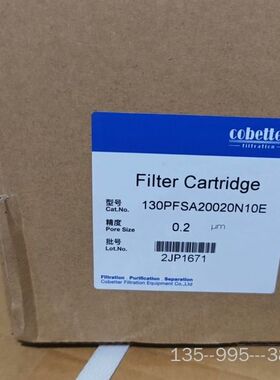 cobetter
filtration
Filter Cartridge
型号
Cat.No.
130PFSA20020N10E
精度
Pore Size
0.2 μm
批号
Lot.No.
2JP1671
Filtration . Purification . Separation
Cobetter Filtration Equipment Co.,Ltd